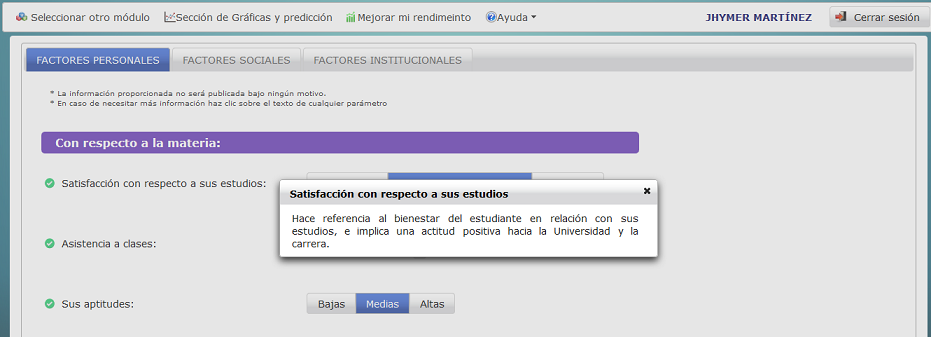 Seleccionar otro módulo Sección de Gráficas y predicción Mejorar mi rendimeinto Ayuda JHYMER MARTÍNEZ Cerrar sesión
FACTORES PERSONALES FACTORES SOCIALES FACTORES INSTITUCIONALES
* La información proporcionada no será publicada bajo ningún motivo.
* En caso de necesitar más información haz clic sobre el texto de cualquier parámetro
Con respecto a la materia:
Satisfacción con respecto a sus estudios:
Satisfacción con respecto a sus estudios
Hace referencia al bienestar del estudiante en relación con sus
estudios, e implica una actitud positiva hacia la Universidad y la
carrera.
Asistencia a clases:
Sus aptitudes: Bajas Medias Altas